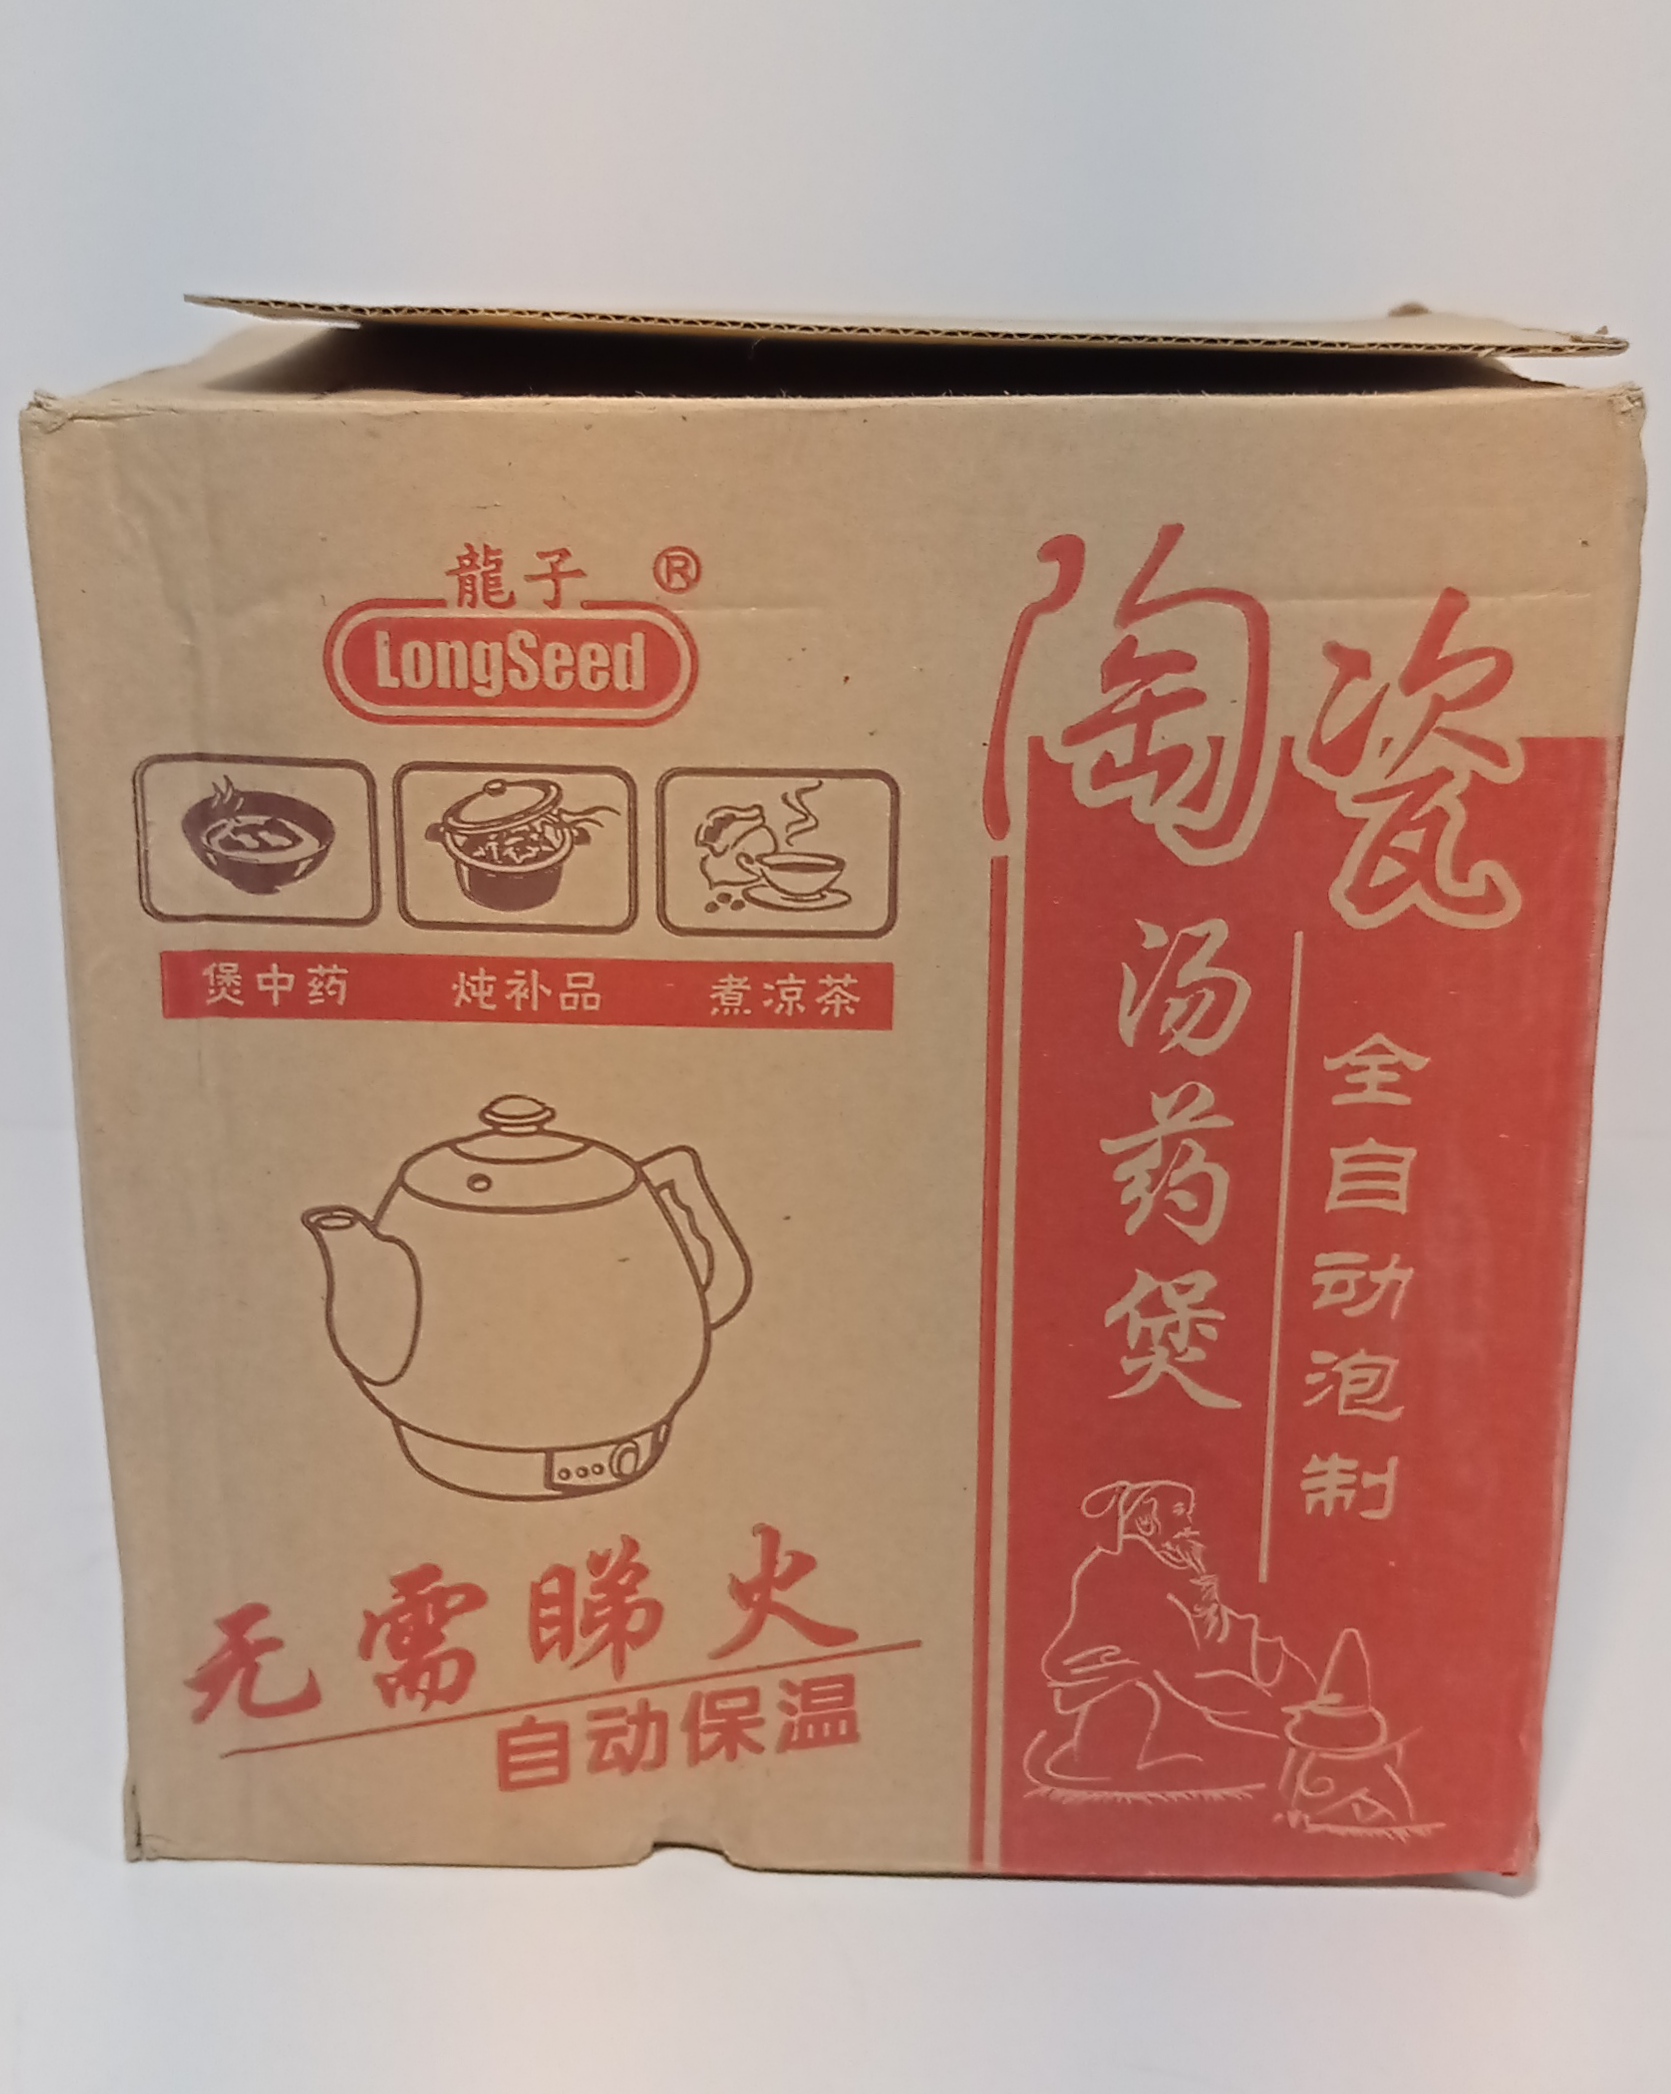 龍子 ®
LongSeed
煲中药 炖补品 煮凉茶
无需睇火
自动保温
陶瓷
汤药煲
全自动泡制